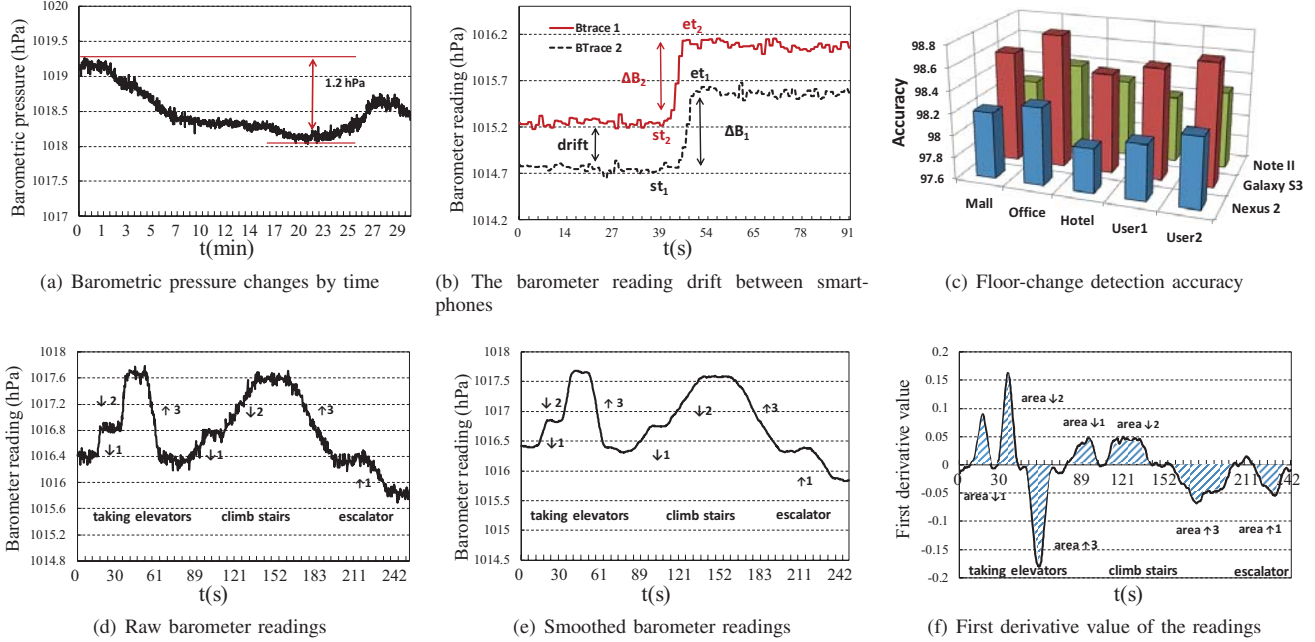 1020
1019.5
1019
1018.5
1018
1017.5
1017
Barometric pressure (hPa)
1.2 hPa
0 1 3 5 7 10 12 14 17 20 23 25 27 29
t(min)
(a) Barometric pressure changes by time
1016.2
1015.7
1015.2
1014.7
1014.2
Barometer reading (hPa)
Btrace 1
BTrace 2
et2
ΔB2
et1
st2
drift
ΔB1
st1
0 14 28 39 54 78 91
t(s)
(b) The barometer reading drift between smart-
phones
98.8
98.6
98.4
98.2
98
97.8
97.6
Accuracy
Mall
Office
Hotel
User1
User2
Note II
Galaxy S3
Nexus 2
(c) Floor-change detection accuracy
1018
1017.6
1017.2
1016.8
1016.4
1016
1015.6
1015.2
1014.8
Barometer reading (hPa)
↓2
↑3
↓1
↓2
↓1
↑3
↑1
taking elevators climb stairs escalator
0 30 61 89 121 152 183 211 242
t(s)
(d) Raw barometer readings
1018
1017.5
1017
1016.5
1016
1015.5
1015
1014.5
Barometer reading (hPa)
↓2
↑3
↓1
↓2
↓1
↑3
↑1
taking elevators climb stairs escalator
0 30 61 89 121 152 183 211 242
t(s)
(e) Smoothed barometer readings
0.2
0.15
0.1
0.05
0
-0.05
-0.1
-0.15
-0.2
First derivative value
area ↓2
area ↓1
area ↓2
0 30 61 89 121 152 183 211 242
area ↓1
area ↑3
area ↑3
area ↑1
taking elevators climb stairs escalator
t(s)
(f) First derivative value of the readings